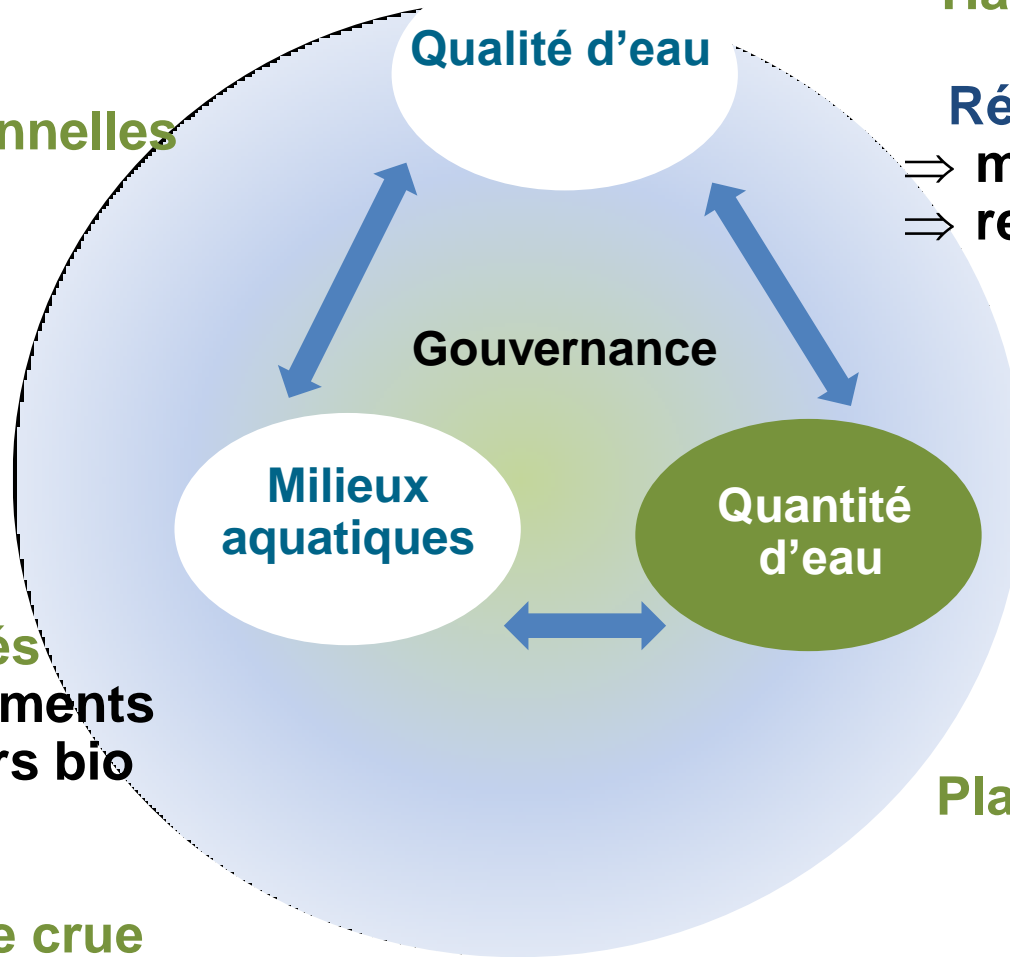 Qualité d’eau
nnelles
Ré
⇒ m
⇒ re
Gouvernance
Milieux
aquatiques
Quantité
d’eau
és
ments
rs bio
Pla
e crue